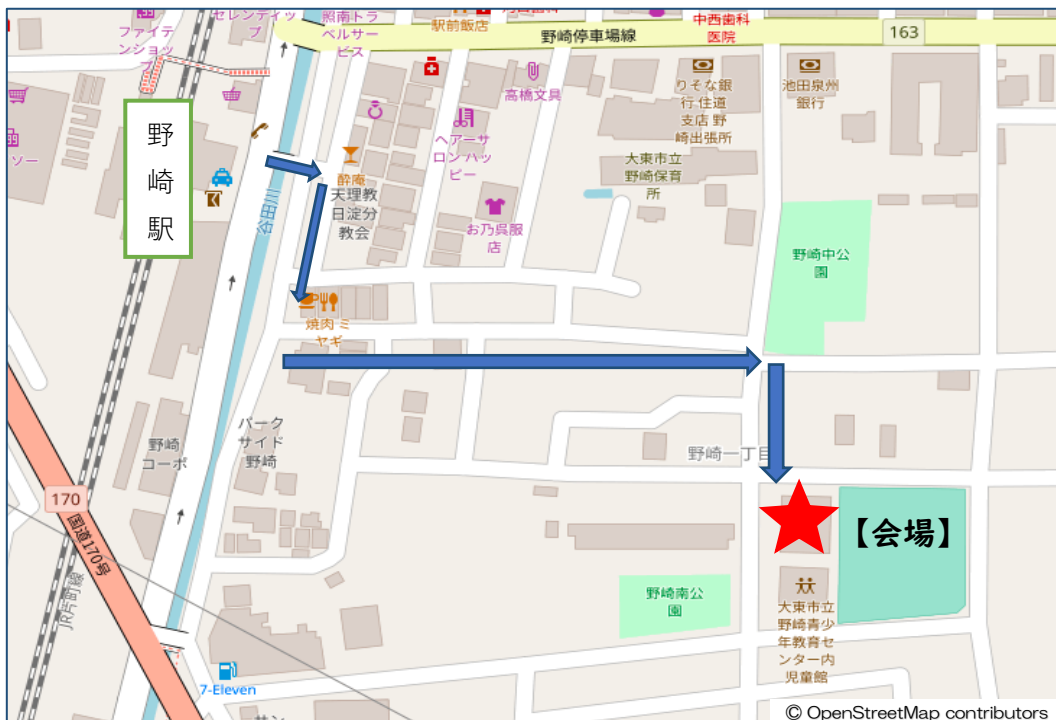 セレンディッ
プ
照南トラ
ベルサー
ビス
駅前飯店
中西歯科
医院
野崎停車場線
163
ファイテ
ンショッ
プ
高橋文具
りそな銀
行 住道
支店 野
崎出張所
池田泉州
銀行
野
崎
駅
ヘアーサ
ロン ハッ
ピー
大東市立
野崎保育
所
ソー
酔庵
天理教
日淀分
教会
谷田川
お乃呉服
店
野崎中公
園
焼肉 ミ
ヤギ
パーク
サイド
野崎
野崎
コーポ
野崎一丁目
170
国道170号
JR片町線
【会場】
野崎南公
園
大東市立
野崎青少
年教育セ
ンター内
児童館
7-Eleven
サン
© OpenStreetMap contributors